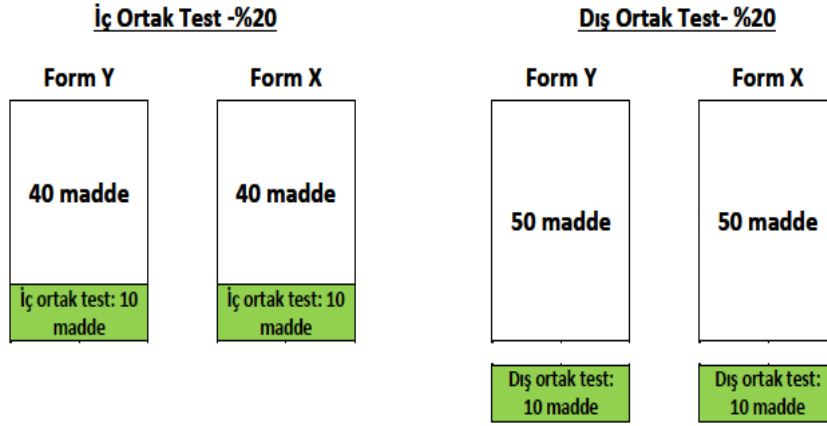 İç Ortak Test -%20
Form Y
Form X
40 madde
40 madde
İç ortak test: 10
madde
İç ortak test: 10
madde
Dış Ortak Test- %20
Form Y
Form X
50 madde
50 madde
Dış ortak test:
10 madde
Dış ortak test:
10 madde